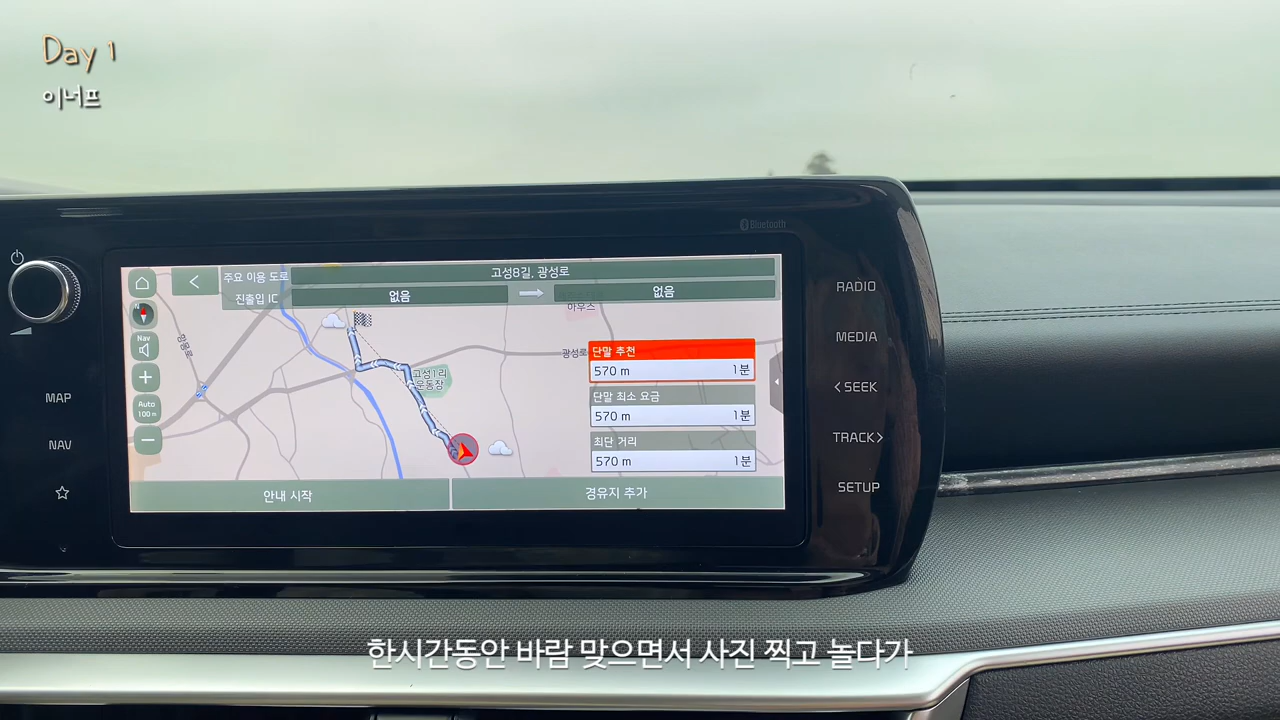 Day 1
이너프
Bluetooth
주요 이용 도로
고성8길, 광성로
진출입 IC
없음
없음
N
Nav
+
Auto
100 m
−
아우스
광성로
고성1리
운동장
단말 추천
570 m 1분
단말 최소 요금
570 m 1분
최단 거리
570 m 1분
안내 시작
경유지 추가
MAP
NAV
RADIO
MEDIA
< SEEK
TRACK >
SETUP
한시간동안 바람 맞으면서 사진 찍고 놀다가